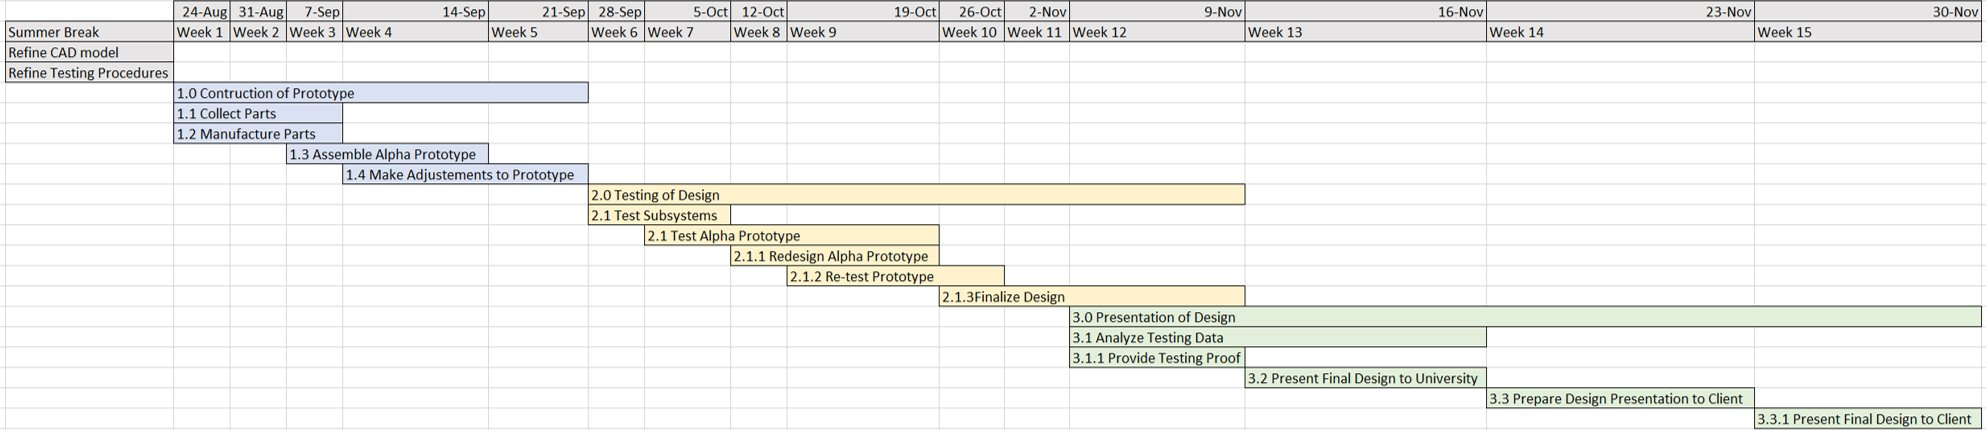 24-Aug 31-Aug 7-Sep 14-Sep 21-Sep 28-Sep 5-Oct 12-Oct 19-Oct 26-Oct 2-Nov 9-Nov 16-Nov 23-Nov 30-Nov
Summer Break Week 1 Week 2 Week 3 Week 4 Week 5 Week 6 Week 7 Week 8 Week 9 Week 10 Week 11 Week 12 Week 13 Week 14 Week 15
Refine CAD model
Refine Testing Procedures
1.0 Contruction of Prototype
1.1 Collect Parts
1.2 Manufacture Parts
1.3 Assemble Alpha Prototype
1.4 Make Adjustements to Prototype
2.0 Testing of Design
2.1 Test Subsystems
2.1 Test Alpha Prototype
2.1.1 Redesign Alpha Prototype
2.1.2 Re-test Prototype
2.1.3Finalize Design
3.0 Presentation of Design
3.1 Analyze Testing Data
3.1.1 Provide Testing Proof
3.2 Present Final Design to University
3.3 Prepare Design Presentation to Client
3.3.1 Present Final Design to Client